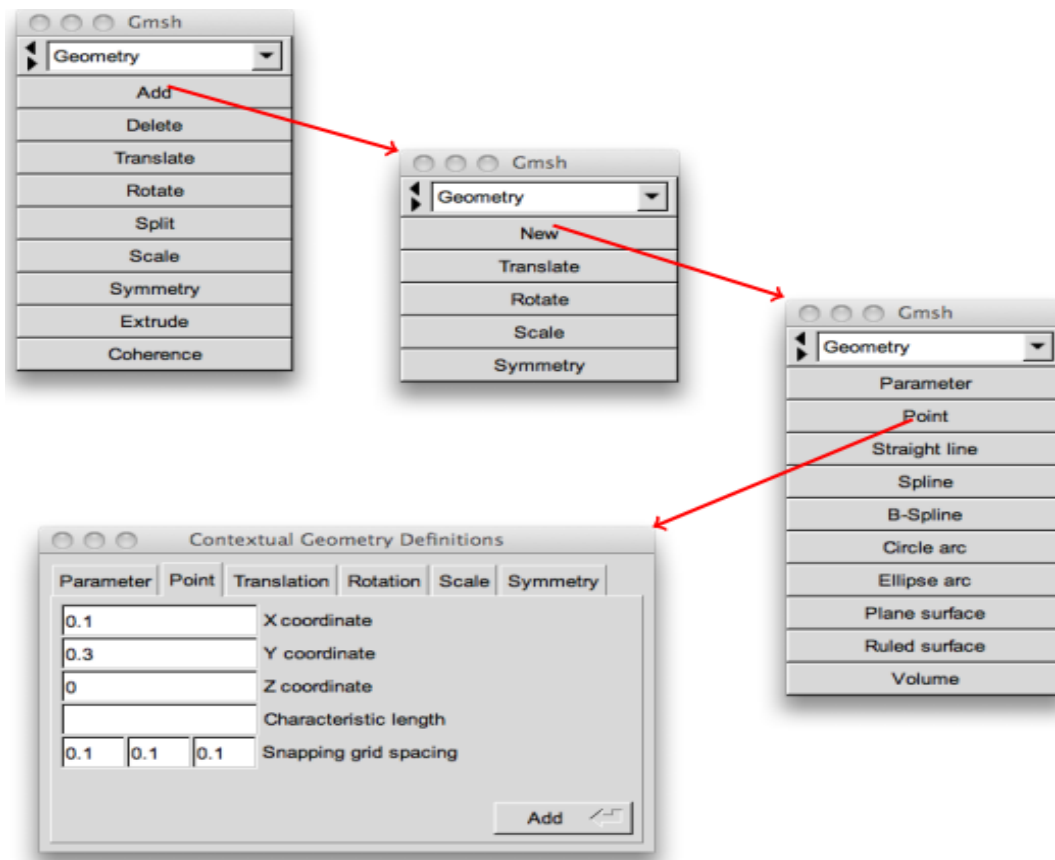 Gmsh
Geometry
Add
Delete
Translate
Rotate
Split
Scale
Symmetry
Extrude
Coherence
Gmsh
Geometry
New
Translate
Rotate
Scale
Symmetry
Gmsh
Geometry
Parameter
Point
Straight line
Spline
B-Spline
Circle arc
Ellipse arc
Plane surface
Ruled surface
Volume
Contextual Geometry Definitions
Parameter Point Translation Rotation Scale Symmetry
0.1 X coordinate
0.3 Y coordinate
0 Z coordinate
Characteristic length
0.1 0.1 0.1 Snapping grid spacing
Add